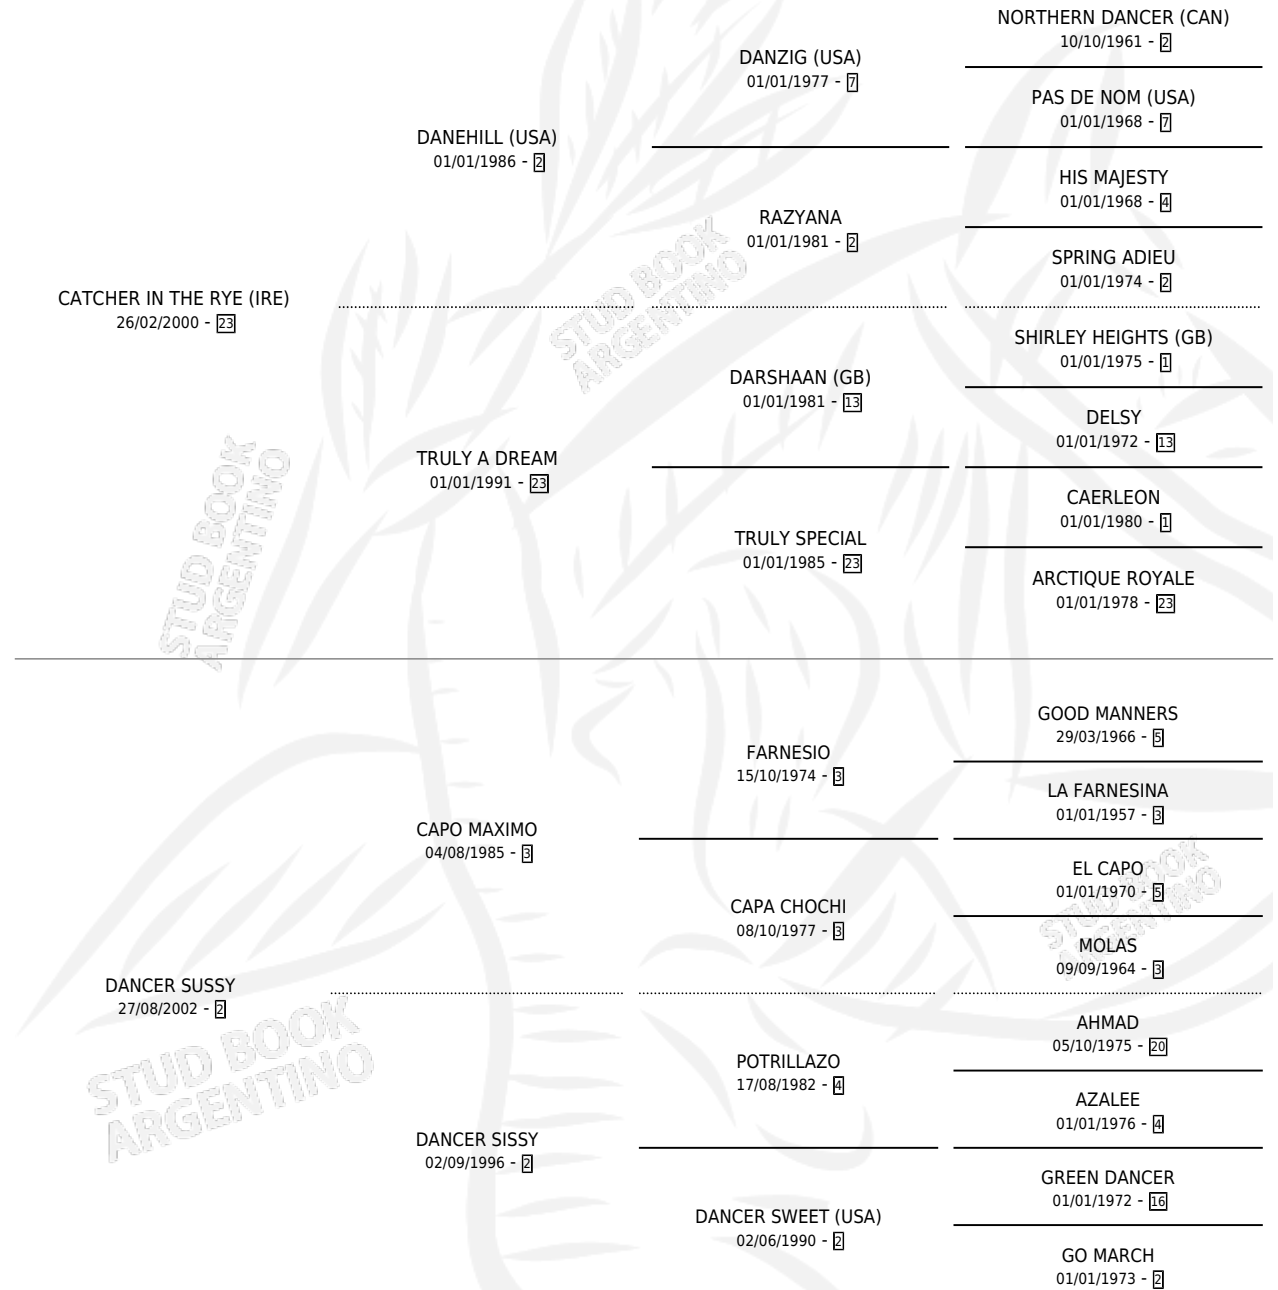 NORTHERN DANCER (CAN)
10/10/1961 - 2
DANZIG (USA)
01/01/1977 - 7
PAS DE NOM (USA)
01/01/1968 - 7
DANEHILL (USA)
01/01/1986 - 2
HIS MAJESTY
01/01/1968 - 4
RAZYANA
01/01/1981 - 2
SPRING ADIEU
01/01/1974 - 2
CATCHER IN THE RYE (IRE)
26/02/2000 - 23
SHIRLEY HEIGHTS (GB)
01/01/1975 - 1
DARSHAAN (GB)
01/01/1981 - 13
DELSY
01/01/1972 - 13
TRULY A DREAM
01/01/1991 - 23
CAERLEON
01/01/1980 - 1
TRULY SPECIAL
01/01/1985 - 23
ARCTIQUE ROYALE
01/01/1978 - 23
GOOD MANNERS
29/03/1966 - 5
FARNESIO
15/10/1974 - 3
LA FARNESINA
01/01/1957 - 3
CAPO MAXIMO
04/08/1985 - 3
EL CAPO
01/01/1970 - 5
CAPA CHOCHI
08/10/1977 - 3
MOLAS
09/09/1964 - 3
DANCER SUSSY
27/08/2002 - 2
AHMAD
05/10/1975 - 20
POTRILLAZO
17/08/1982 - 4
AZALEE
01/01/1976 - 4
DANCER SISSY
02/09/1996 - 2
GREEN DANCER
01/01/1972 - 16
DANCER SWEET (USA)
02/06/1990 - 2
GO MARCH
01/01/1973 - 2
STUD BOOK
ARGENTINO
STUD BOOK
ARGENTINO
STUD BOOK
ARGENTINO
STUD BOOK
ARGENTINO